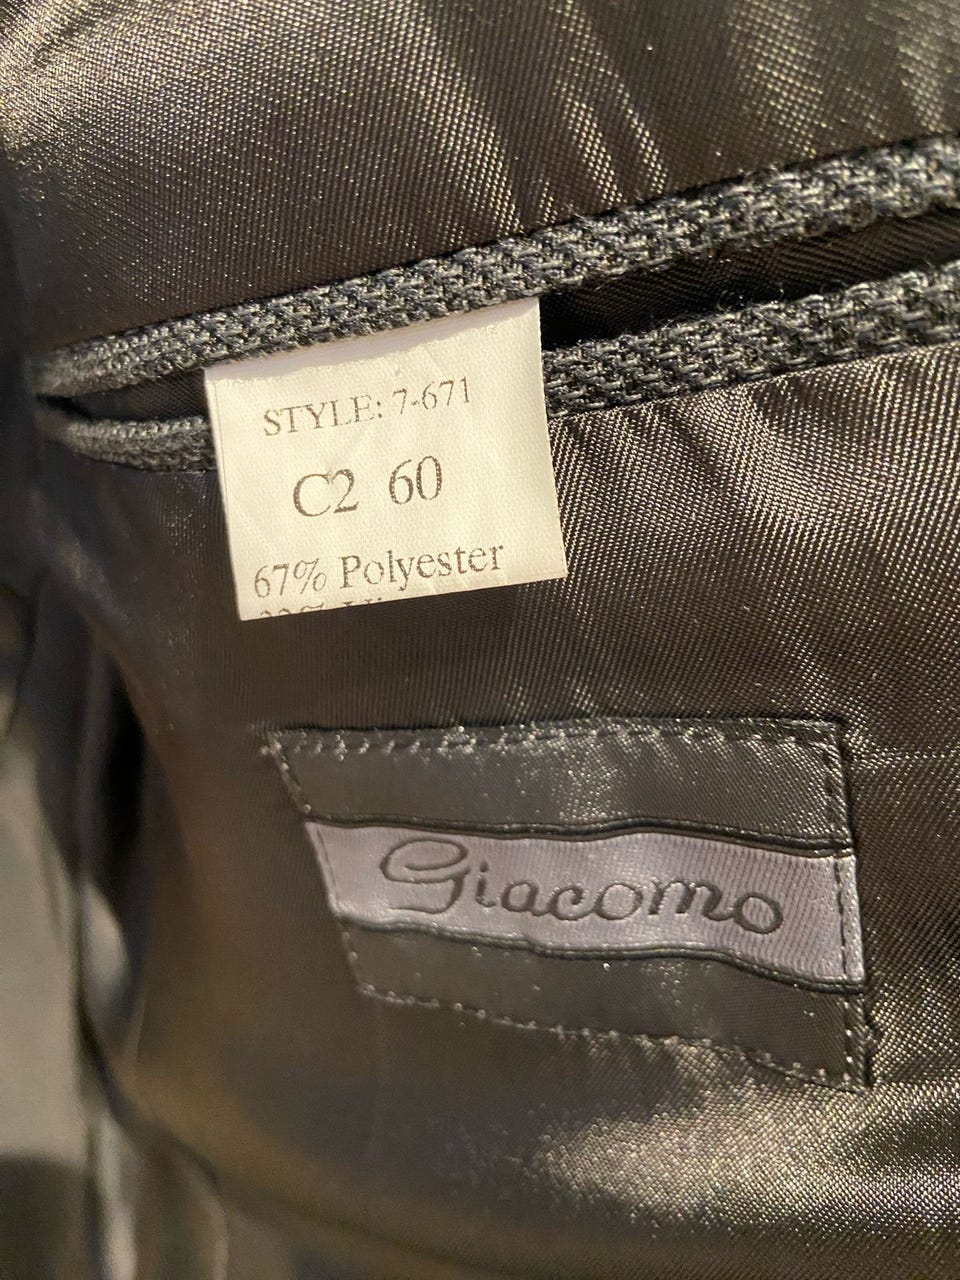 STYLE: 7-671
C2 60
67% Polyester
Giacomo